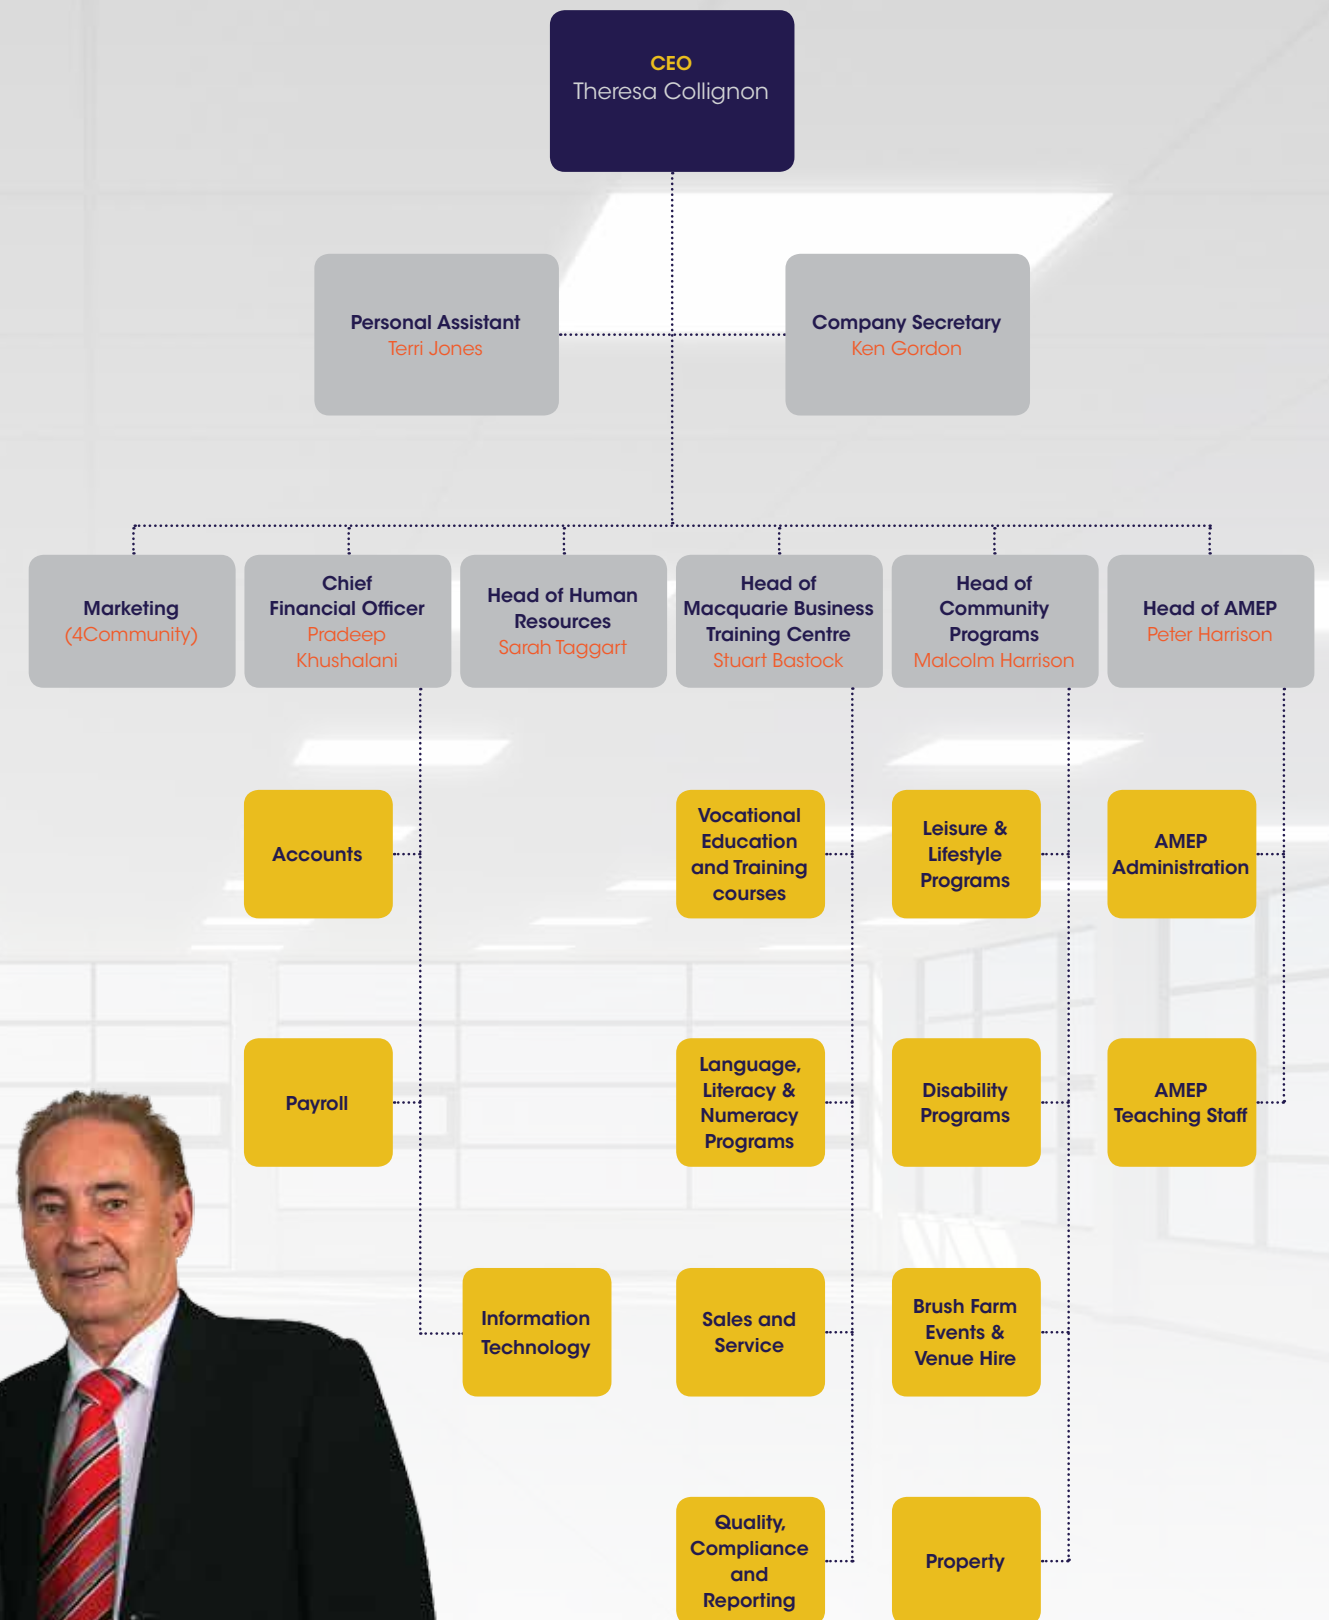 CEO
Theresa Collignon
Personal Assistant
Terri Jones
Company Secretary
Ken Gordon
Marketing
(4Community)
Chief
Financial Officer
Pradeep
Khushalani
Head of Human
Resources
Sarah Taggart
Head of
Macquarie Business
Training Centre
Stuart Bastock
Head of
Community
Programs
Malcolm Harrison
Head of AMEP
Peter Harrison
Accounts
Vocational
Education
and Training
courses
Leisure &
Lifestyle
Programs
AMEP
Administration
Payroll
Language,
Literacy &
Numeracy
Programs
Disability
Programs
AMEP
Teaching Staff
Information
Technology
Sales and
Service
Brush Farm
Events &
Venue Hire
Quality,
Compliance
and
Reporting
Property